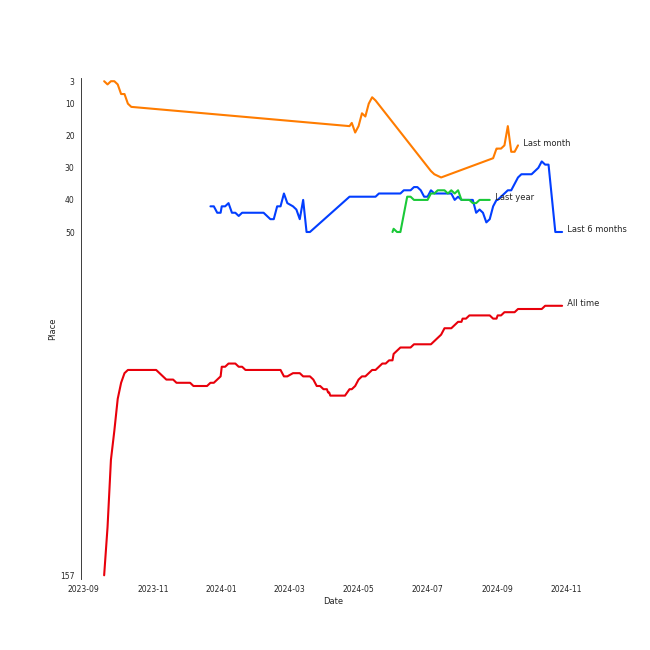 3
10
20
30
40
50
157
Place
Last month
Last year
Last 6 months
All time
2023-09 2023-11 2024-01 2024-03 2024-05 2024-07 2024-09 2024-11
Date